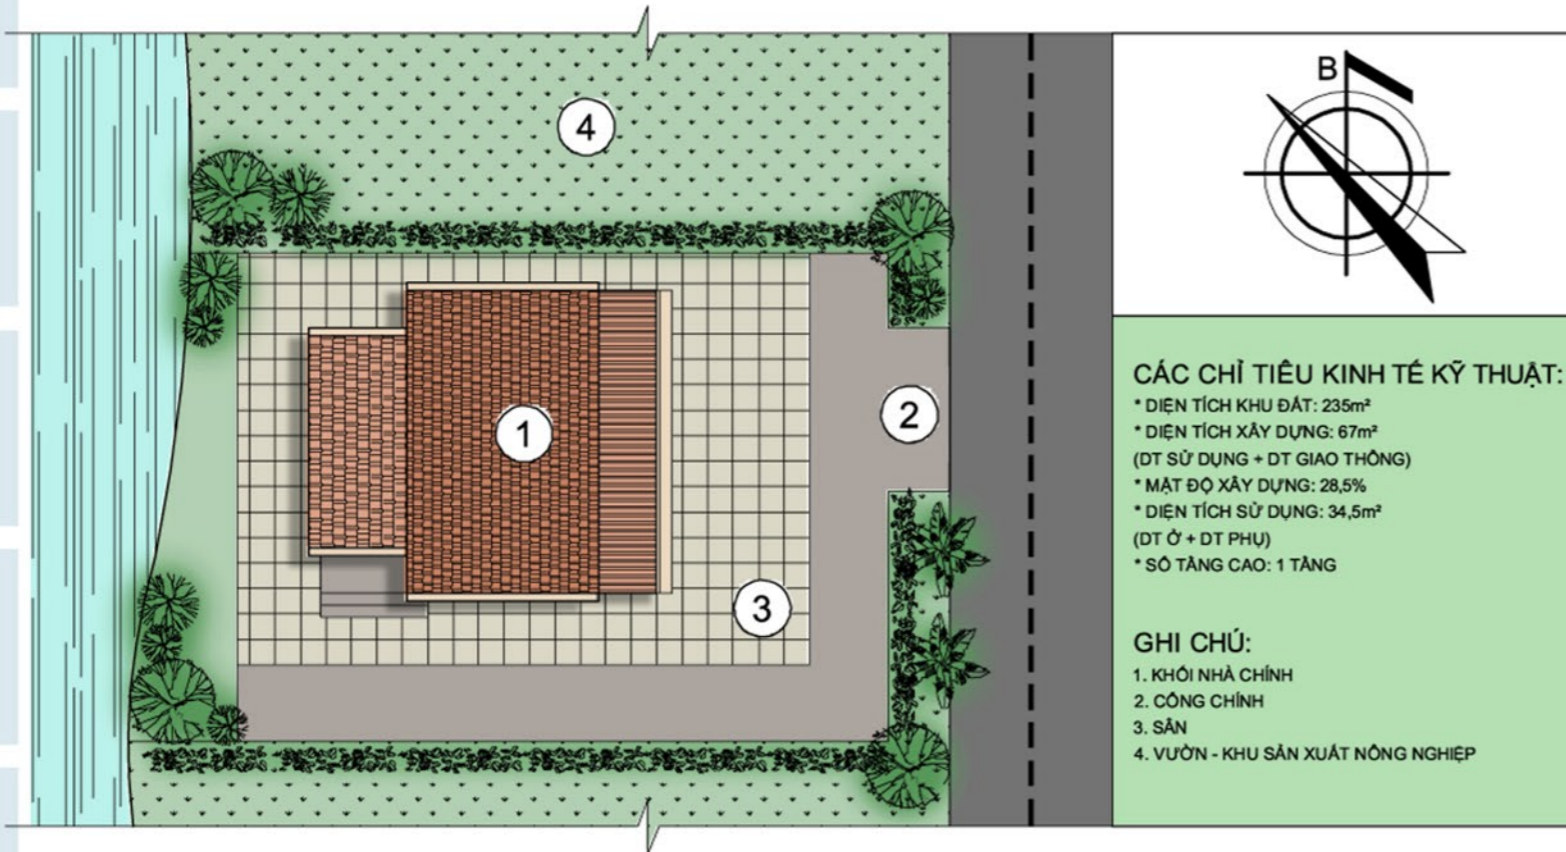 4
1
2
3
B
CÁC CHỈ TIÊU KINH TẾ KỸ THUẬT:
* DIỆN TÍCH KHU ĐẤT: 235m²
* DIỆN TÍCH XÂY DỰNG: 67m²
(DT SỬ DỤNG + DT GIAO THÔNG)
* MẬT ĐỘ XÂY DỰNG: 28,5%
* DIỆN TÍCH SỬ DỤNG: 34,5m²
(DT Ở + DT PHỤ)
* SỐ TẦNG CAO: 1 TẦNG
GHI CHÚ:
1. KHỐI NHÀ CHÍNH
2. CỔNG CHÍNH
3. SÂN
4. VƯỜN - KHU SẢN XUẤT NÔNG NGHIỆP